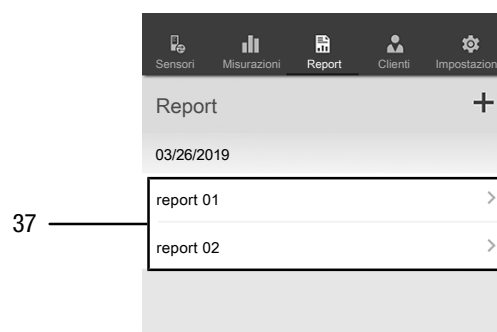 Sensori Misurazioni Report Clienti Impostazion
Report +
03/26/2019
report 01
37
report 02